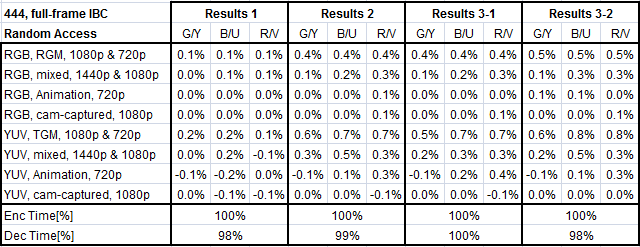 444, full-frame IBC Results 1 Results 2 Results 3-1 Results 3-2
Random Access G/Y B/U R/V G/Y B/U R/V G/Y B/U R/V G/Y B/U R/V
RGB, RGM, 1080p & 720p 0.1% 0.1% 0.1% 0.4% 0.4% 0.4% 0.4% 0.4% 0.4% 0.5% 0.5% 0.5%
RGB, mixed, 1440p & 1080p 0.0% 0.1% 0.1% 0.1% 0.2% 0.3% 0.1% 0.2% 0.3% 0.1% 0.3% 0.3%
RGB, Animation, 720p 0.0% 0.0% 0.0% 0.0% 0.0% 0.1% 0.0% 0.0% 0.0% 0.1% 0.1% 0.0%
RGB, cam-captured, 1080p 0.0% 0.0% 0.0% 0.0% 0.0% 0.1% 0.0% 0.0% 0.1% 0.0% 0.0% 0.1%
YUV, TGM, 1080p & 720p 0.2% 0.2% 0.1% 0.6% 0.7% 0.7% 0.5% 0.7% 0.7% 0.6% 0.8% 0.8%
YUV, mixed, 1440p & 1080p 0.0% 0.2% -0.1% 0.3% 0.5% 0.3% 0.2% 0.3% 0.3% 0.2% 0.5% 0.3%
YUV, Animation, 720p -0.1% -0.2% 0.0% -0.1% 0.1% 0.3% -0.1% 0.2% 0.4% -0.1% 0.1% 0.3%
YUV, cam-captured, 1080p 0.0% -0.1% -0.1% 0.0% 0.0% -0.1% 0.0% 0.0% -0.1% 0.0% 0.0% 0.0%
Enc Time[%] 100% 100% 100% 100%
Dec Time[%] 98% 99% 100% 98%